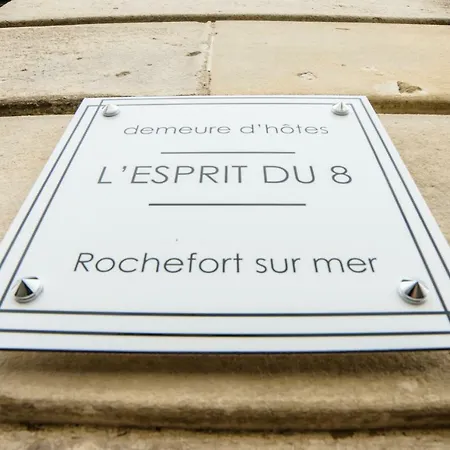 demeure d'hôtes
L'ESPRIT DU 8
Rochefort sur mer